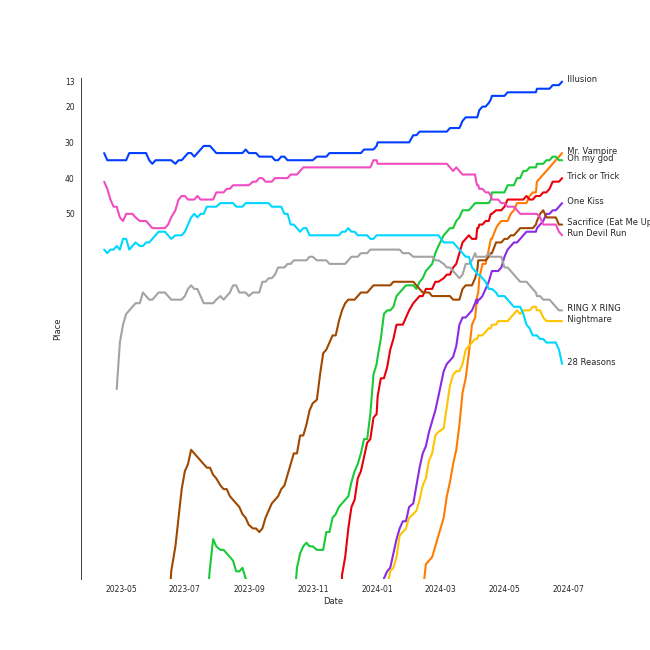 13
20
30
40
50
Place
Illusion
Mr. Vampire
Oh my god
Trick or Trick
One Kiss
Sacrifice (Eat Me Up
Run Devil Run
RING X RING
Nightmare
28 Reasons
2023-05
2023-07
2023-09
2023-11
2024-01
2024-03
2024-05
2024-07
Date